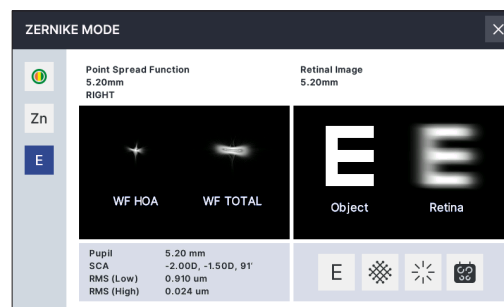 ZERNIKE MODE
Point Spread Function
5.20mm
RIGHT
Retinal Image
5.20mm
Zn
E
WF HOA
WF TOTAL
E
Object
E
Retina
Pupil 5.20 mm
SCA -2.00D, -1.50D, 91'
RMS (Low) 0.910 um
RMS (High) 0.024 um
E